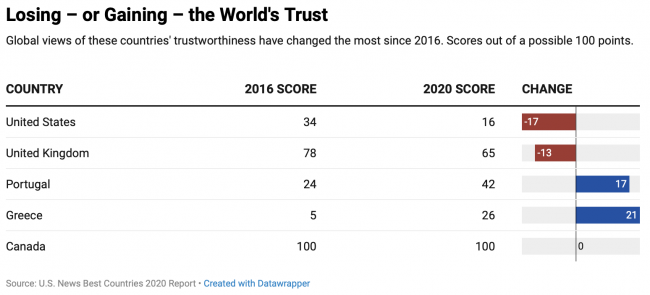 Losing – or Gaining – the World's Trust
Global views of these countries' trustworthiness have changed the most since 2016. Scores out of a possible 100 points.
COUNTRY 2016 SCORE 2020 SCORE CHANGE
United States 34 16 -17
United Kingdom 78 65 -13
Portugal 24 42 17
Greece 5 26 21
Canada 100 100 0
Source: U.S. News Best Countries 2020 Report • Created with Datawrapper